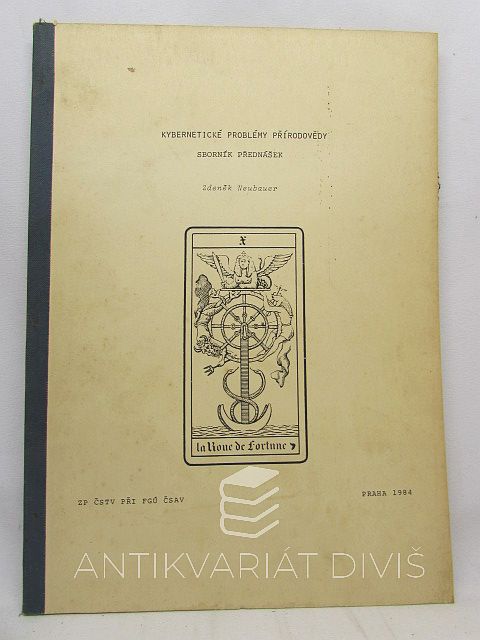 KYBERNETICKÉ PROBLÉMY PŘÍRODOVĚDY
SBORNÍK PŘEDNÁŠEK
Zdeněk Neubauer
X
la Roue de Fortune
ZP ČSTV PŘI FGÚ ČSAV
PRAHA 1984
ANTIKVARIÁT DIVIŠ